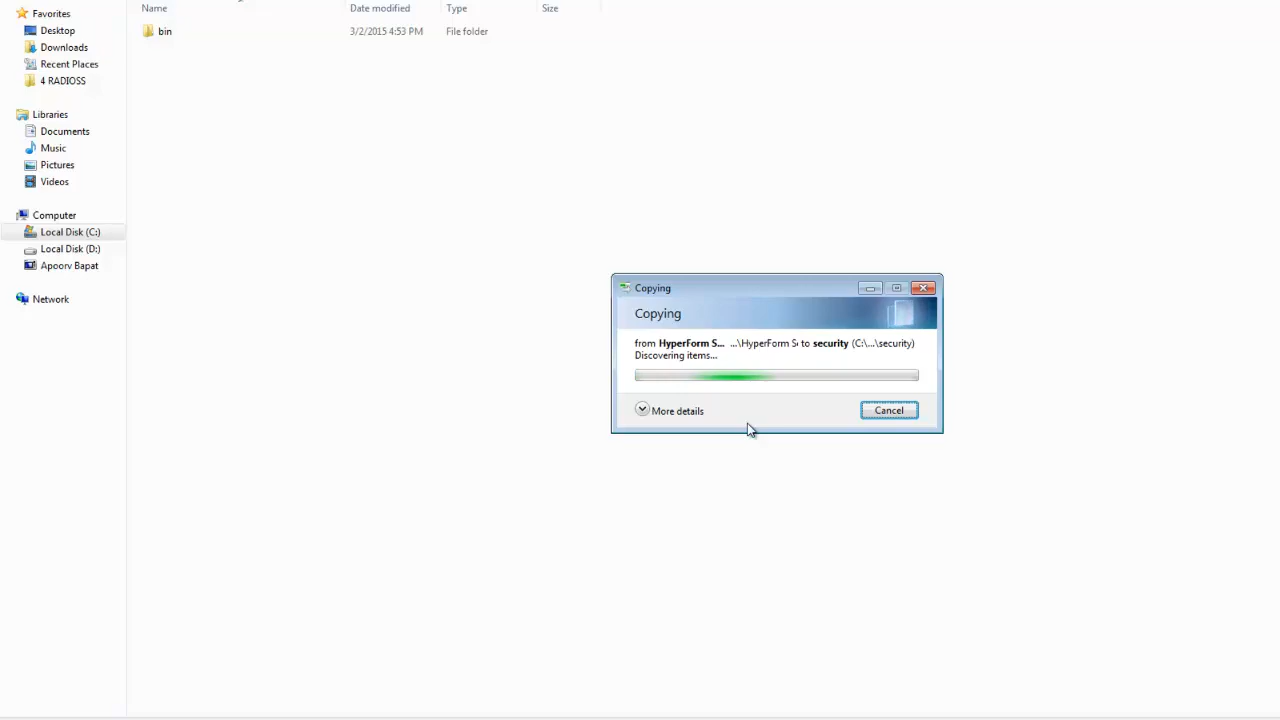 Favorites
Desktop
Downloads
Recent Places
4 RADIOSS
Libraries
Documents
Music
Pictures
Videos
Computer
Local Disk (C:)
Local Disk (D:)
Apoorv Bapat
Network
Name Date modified Type Size
bin 3/2/2015 4:53 PM File folder
Copying
Copying
from HyperForm S... ...\HyperForm S to security (C:\...\security)
Discovering items...
More details Cancel